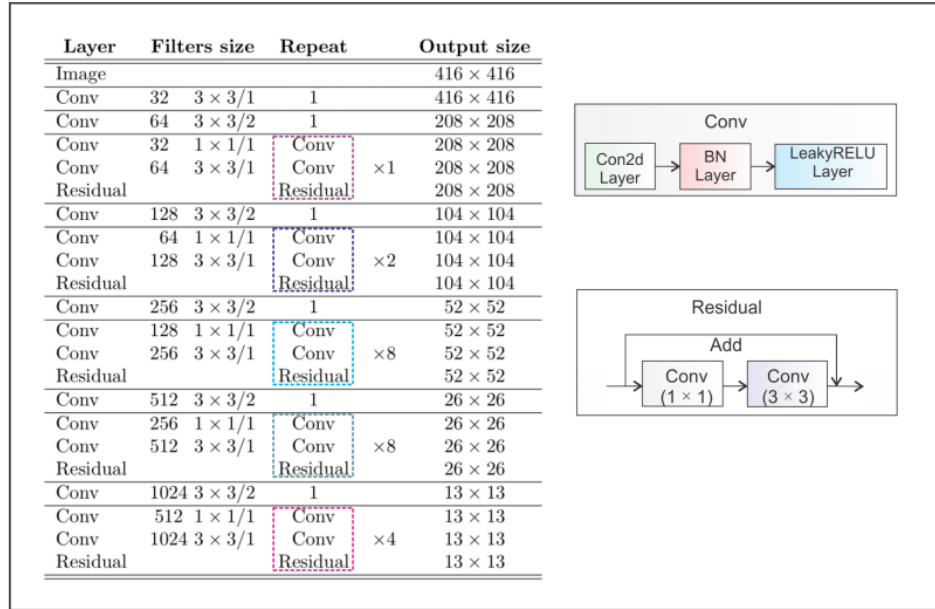 Layer Filters size Repeat Output size
Image 416 × 416
Conv 32 3 × 3/1 1 416 × 416
Conv 64 3 × 3/2 1 208 × 208
Conv 32 1 × 1/1 Conv 208 × 208
Conv 64 3 × 3/1 Conv ×1 208 × 208
Residual Residual 208 × 208
Conv 128 3 × 3/2 1 104 × 104
Conv 64 1 × 1/1 Conv 104 × 104
Conv 128 3 × 3/1 Conv ×2 104 × 104
Residual Residual 104 × 104
Conv 256 3 × 3/2 1 52 × 52
Conv 128 1 × 1/1 Conv 52 × 52
Conv 256 3 × 3/1 Conv ×8 52 × 52
Residual Residual 52 × 52
Conv 512 3 × 3/2 1 26 × 26
Conv 256 1 × 1/1 Conv 26 × 26
Conv 512 3 × 3/1 Conv ×8 26 × 26
Residual Residual 26 × 26
Conv 1024 3 × 3/2 1 13 × 13
Conv 512 1 × 1/1 Conv 13 × 13
Conv 1024 3 × 3/1 Conv ×4 13 × 13
Residual Residual 13 × 13
Conv
Con2d
Layer
BN
Layer
LeakyRELU
Layer
Residual
Add
Conv
(1 × 1)
Conv
(3 × 3)